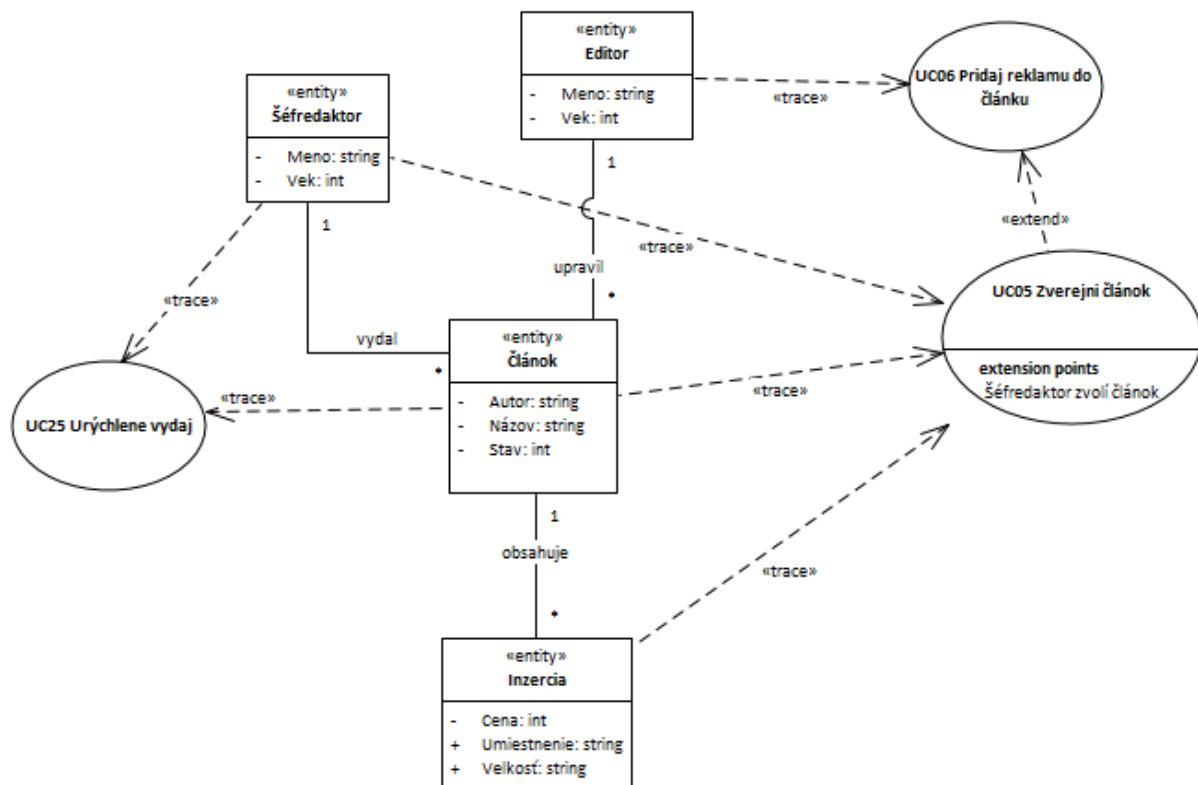 «entity»
Editor
- Meno: string
- Vek: int
UC06 Pridaj reklamu do
článku
«trace»
«entity»
Šéfredaktor
- Meno: string
- Vek: int
1
1
«extend»
«trace»
upravil
*
UC05 Zverejni článok
extension points
Šéfredaktor zvolí článok
«trace»
vydal
*
«entity»
Článok
- Autor: string
- Názov: string
- Stav: int
«trace»
«trace»
UC25 Urýchlene vydaj
1
obsahuje
*
«trace»
«entity»
Inzercia
- Cena: int
+ Umiestnenie: string
+ Velkosť: string